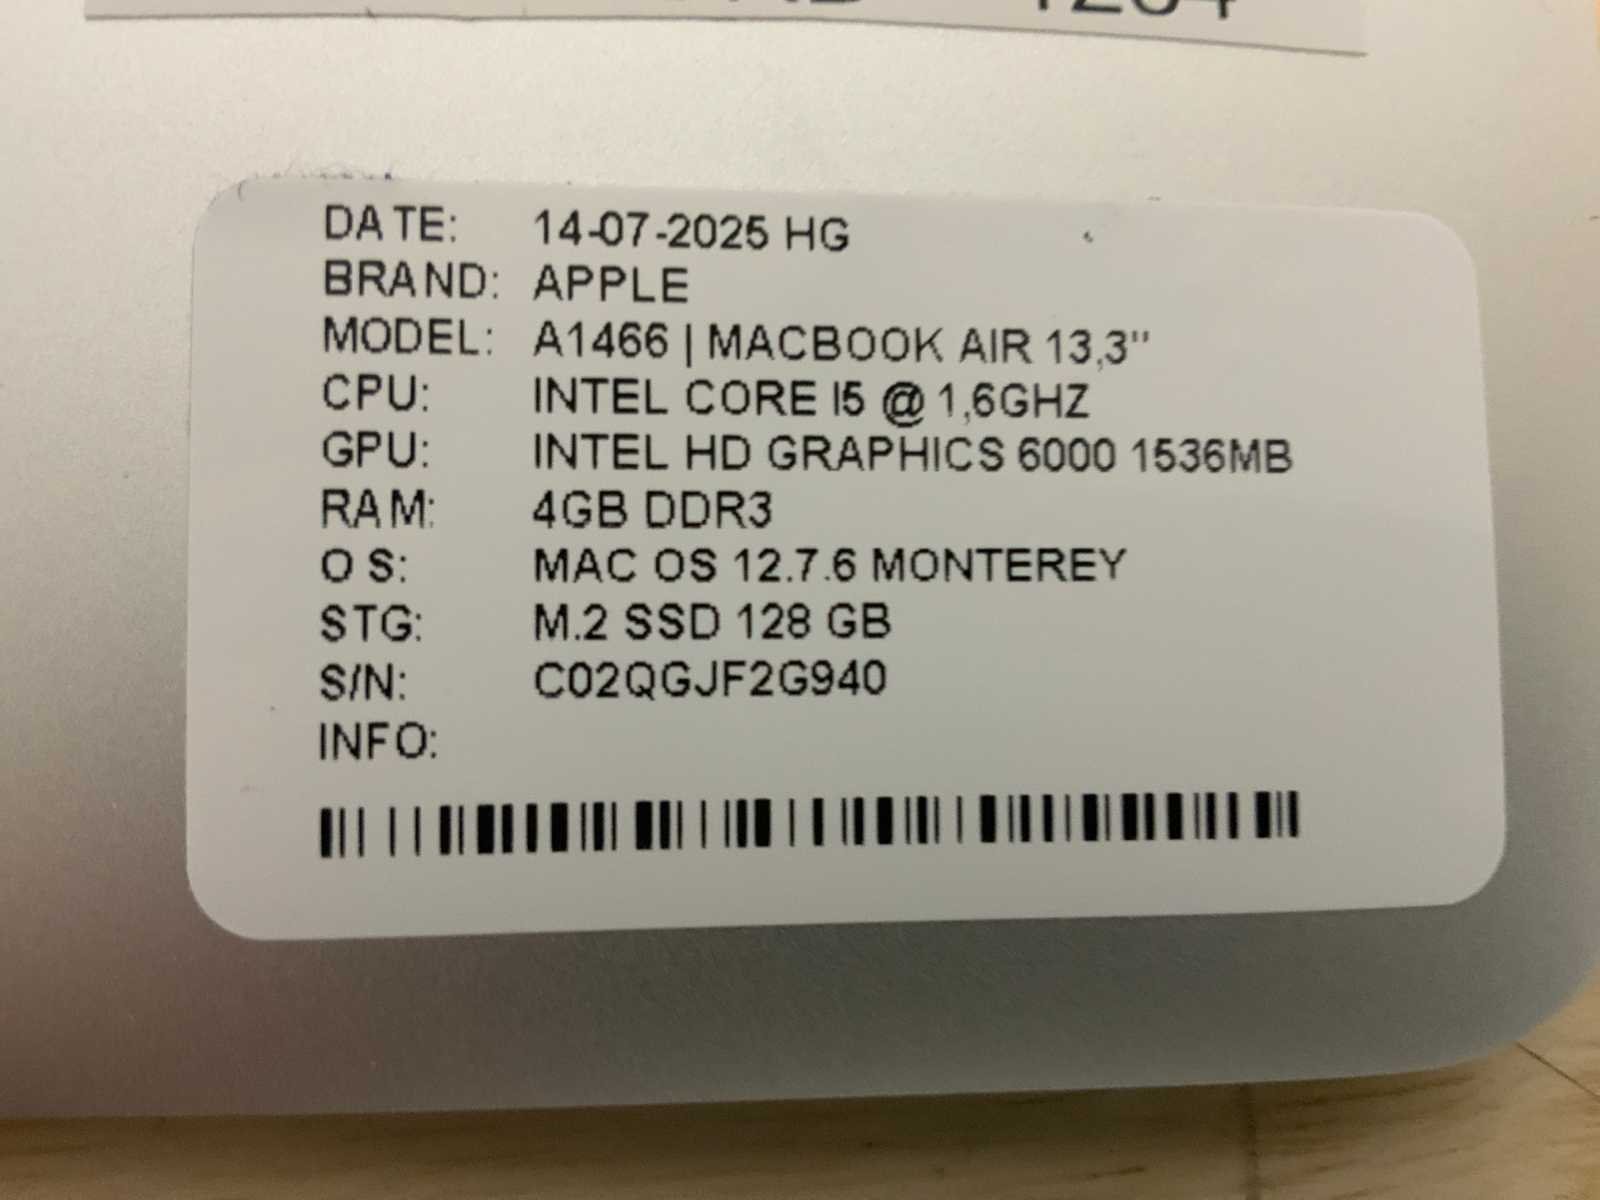 DATE: 14-07-2025 HG
BRAND: APPLE
MODEL: A1466 | MACBOOK AIR 13,3"
CPU: INTEL CORE I5 @ 1,6GHZ
GPU: INTEL HD GRAPHICS 6000 1536MB
RAM: 4GB DDR3
OS: MAC OS 12.7.6 MONTEREY
STG: M.2 SSD 128 GB
S/N: C02QGJF2G940
INFO: